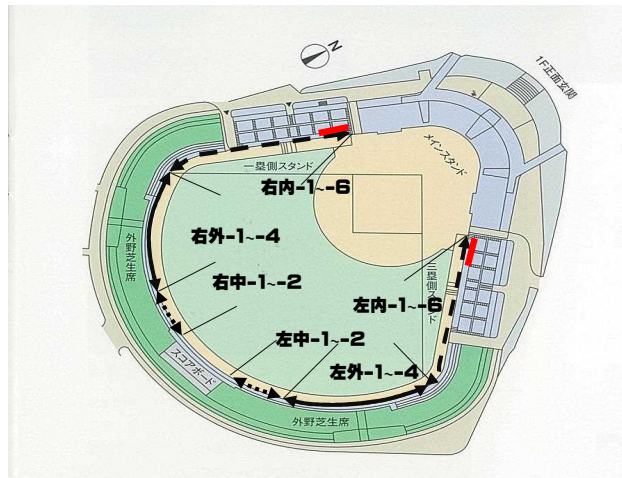 N
1F正面玄関
メインスタンド
一塁側スタンド
右内-1~-6
右外-1~-4
外野芝生席
右中-1~-2
左内-1~-6
三塁側スタンド
左中-1~-2
スコアボード
左外-1~-4
外野芝生席